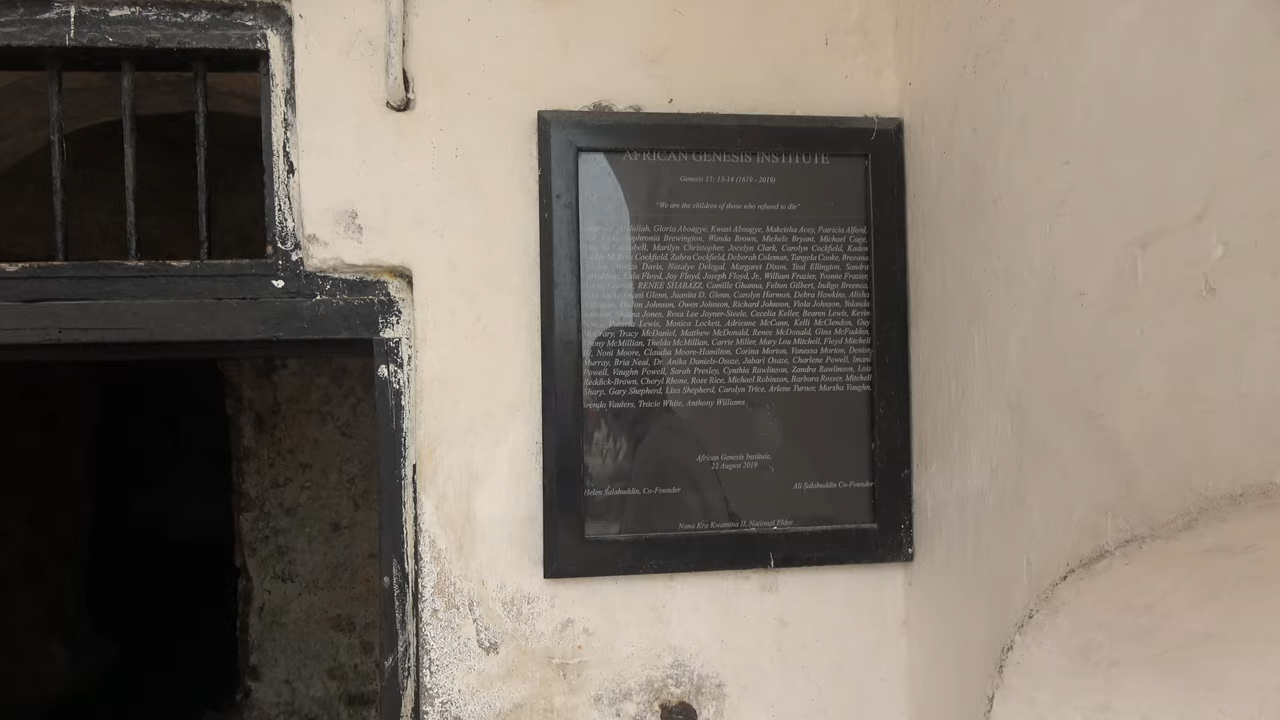 AFRICAN GENESIS INSTITUTE
Genesis 15: 13-14 (1619 - 2019)
"We are the children of those who refused to die"
Gloria Aboagye, Kwasi Aboagye, Makeisha Acey, Patricia Alford,
Sophronia Brewington, Wanda Brown, Michele Bryant, Michael Cage,
Campbell, Marilyn Christopher, Jocelyn Clark, Carolyn Cockfield, Kaden
Cockfield, Zahra Cockfield, Deborah Coleman, Tangela Cooke, Breeana
Davis, Natalye Delegal, Margaret Dixon, Teal Ellington, Sandra
Eula Floyd, Joy Floyd, Joseph Floyd, Jr., William Frazier, Yvonne Frazier,
RENEE SHABAZZ, Camille Ghanna, Felton Gilbert, Indigo Breenca,
Imani Glenn, Juanita D. Glenn, Carolyn Harmon, Debra Hawkins, Alisha
Johnson, Owen Johnson, Richard Johnson, Viola Johnson, Yolanda
Jones, Rosa Lee Joyner-Steele, Cecelia Keller, Bearen Lewis, Kevin
Pamela Lewis, Monica Lockett, Adrienne McCann, Kelli McClendon, Guy
McCrary, Tracy McDaniel, Matthew McDonald, Renee McDonald, Gina McFadden,
McMillian, Thelda McMillian, Carrie Miller, Mary Lou Mitchell, Floyd Mitchell
III, Noni Moore, Claudia Moore-Hamilton, Corina Morton, Vanessa Morton, Denise
Murray, Bria Neal, Dr. Anika Daniels-Osaze, Jabari Osaze, Charlene Powell, Imani
Powell, Vaughn Powell, Sarah Presley, Cynthia Rawlinson, Zandra Rawlinson, Lois
Reddick-Brown, Cheryl Rhone, Rose Rice, Michael Robinson, Barbara Rosser, Mitchell
Sharp, Gary Shepherd, Lisa Shepherd, Carolyn Trice, Arlene Turner, Marsha Vaughn,
Brenda Vauters, Tracie White, Anthony Williams
African Genesis Institute,
22 August 2019
Helen Salahuddin, Co-Founder Ali Salahuddin Co-Founder
Nana Kra Kwamina II, National Elder